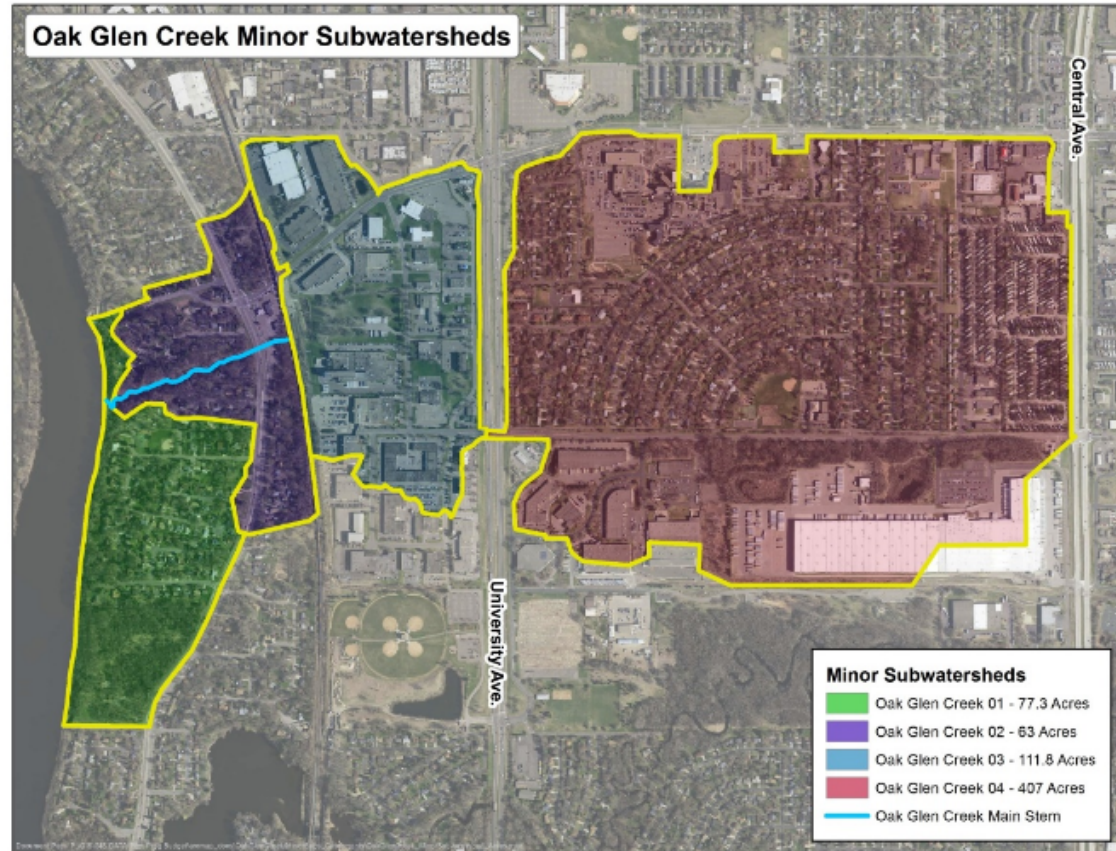 Oak Glen Creek Minor Subwatersheds
Central Ave.
University Ave.
Minor Subwatersheds
Oak Glen Creek 01 - 77.3 Acres
Oak Glen Creek 02 - 63 Acres
Oak Glen Creek 03 - 111.8 Acres
Oak Glen Creek 04 - 407 Acres
Oak Glen Creek Main Stem